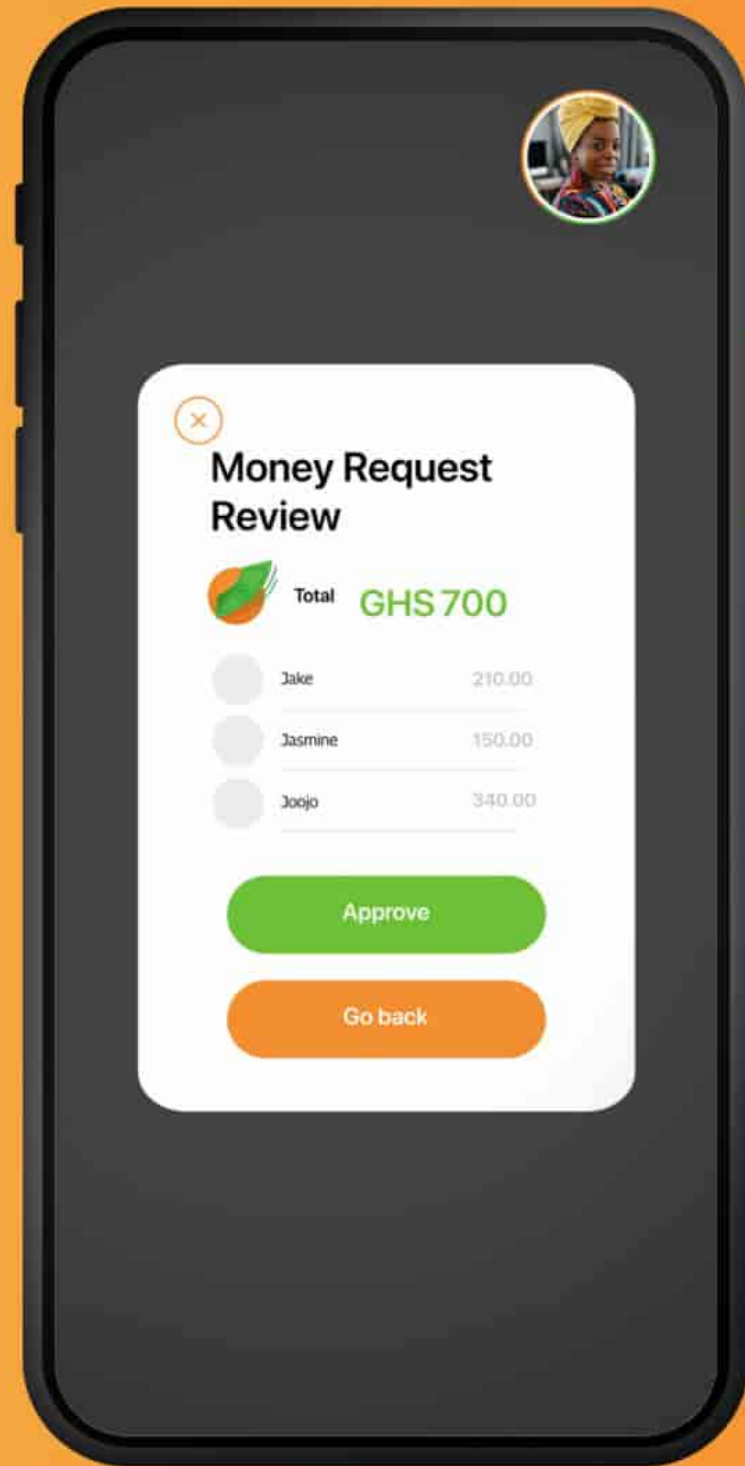 Money Request
Review
Total GHS 700
Jake 210.00
Jasmine 150.00
Joojo 340.00
Approve
Go back